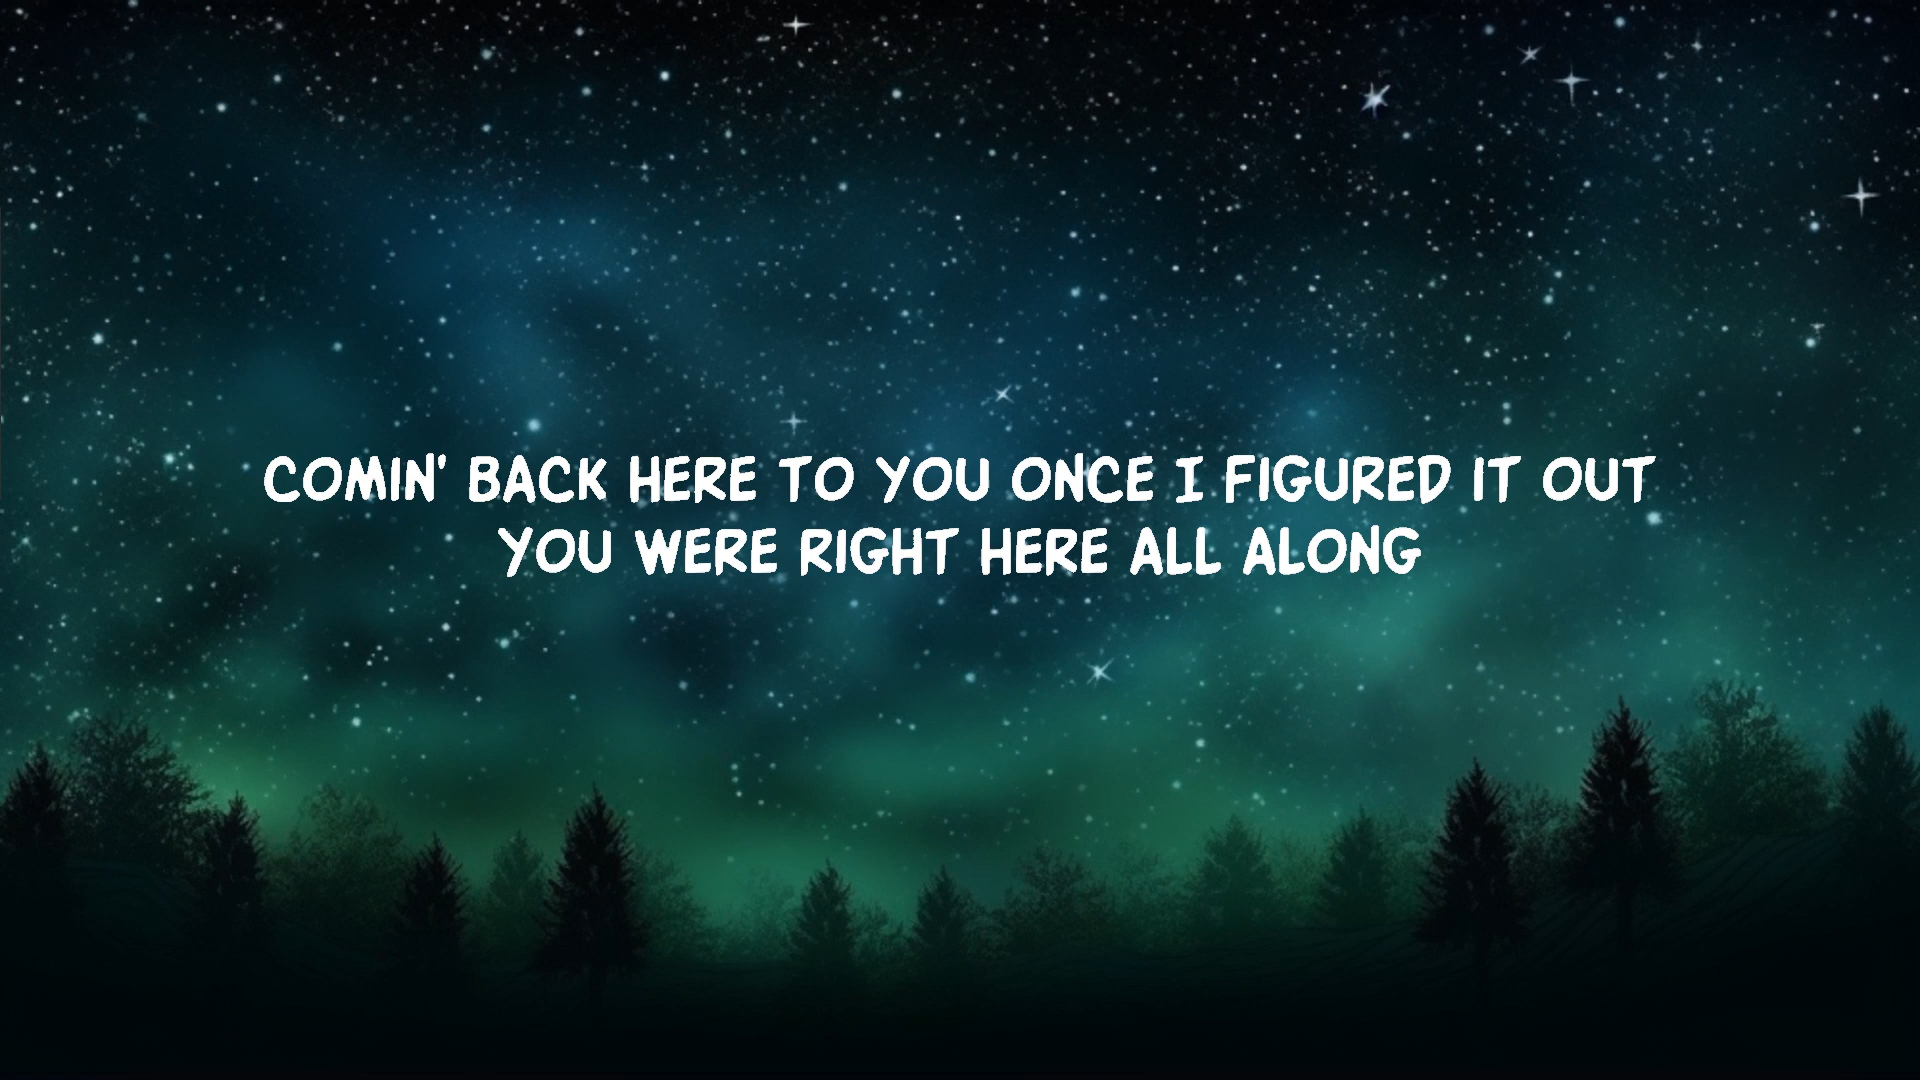 COMIN' BACK HERE TO YOU ONCE I FIGURED IT OUT
YOU WERE RIGHT HERE ALL ALONG